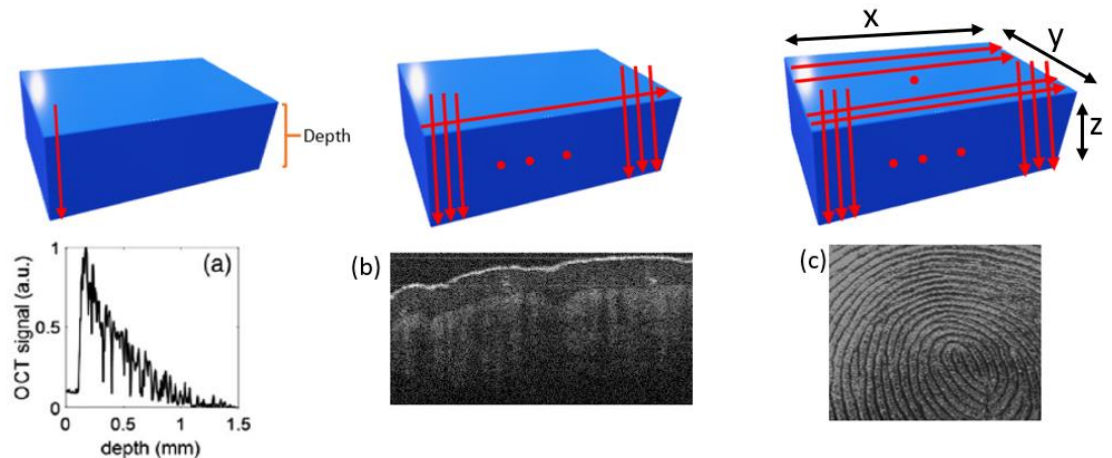 x
y
Depth
z
(a)
(b)
(c)
OCT signal (a.u.)
1
0.5
0
0
0.5
1
1.5
depth (mm)